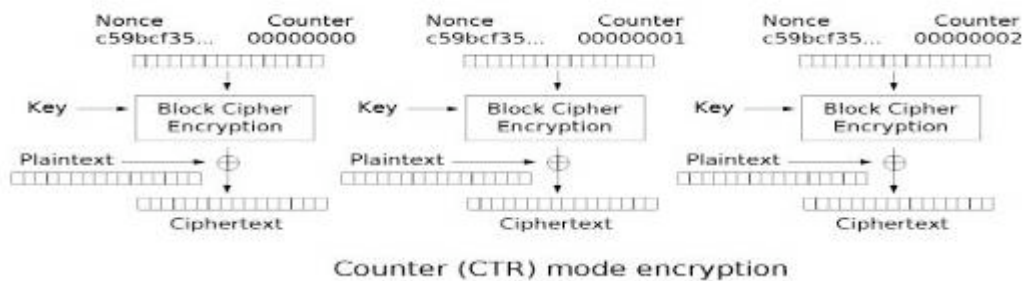 Nonce Counter Nonce Counter Nonce Counter
c59bcf35... 00000000 c59bcf35... 00000001 c59bcf35... 00000002
Key Block Cipher Key Block Cipher Key Block Cipher
Encryption Encryption Encryption
Plaintext Plaintext Plaintext
Ciphertext Ciphertext Ciphertext
Counter (CTR) mode encryption